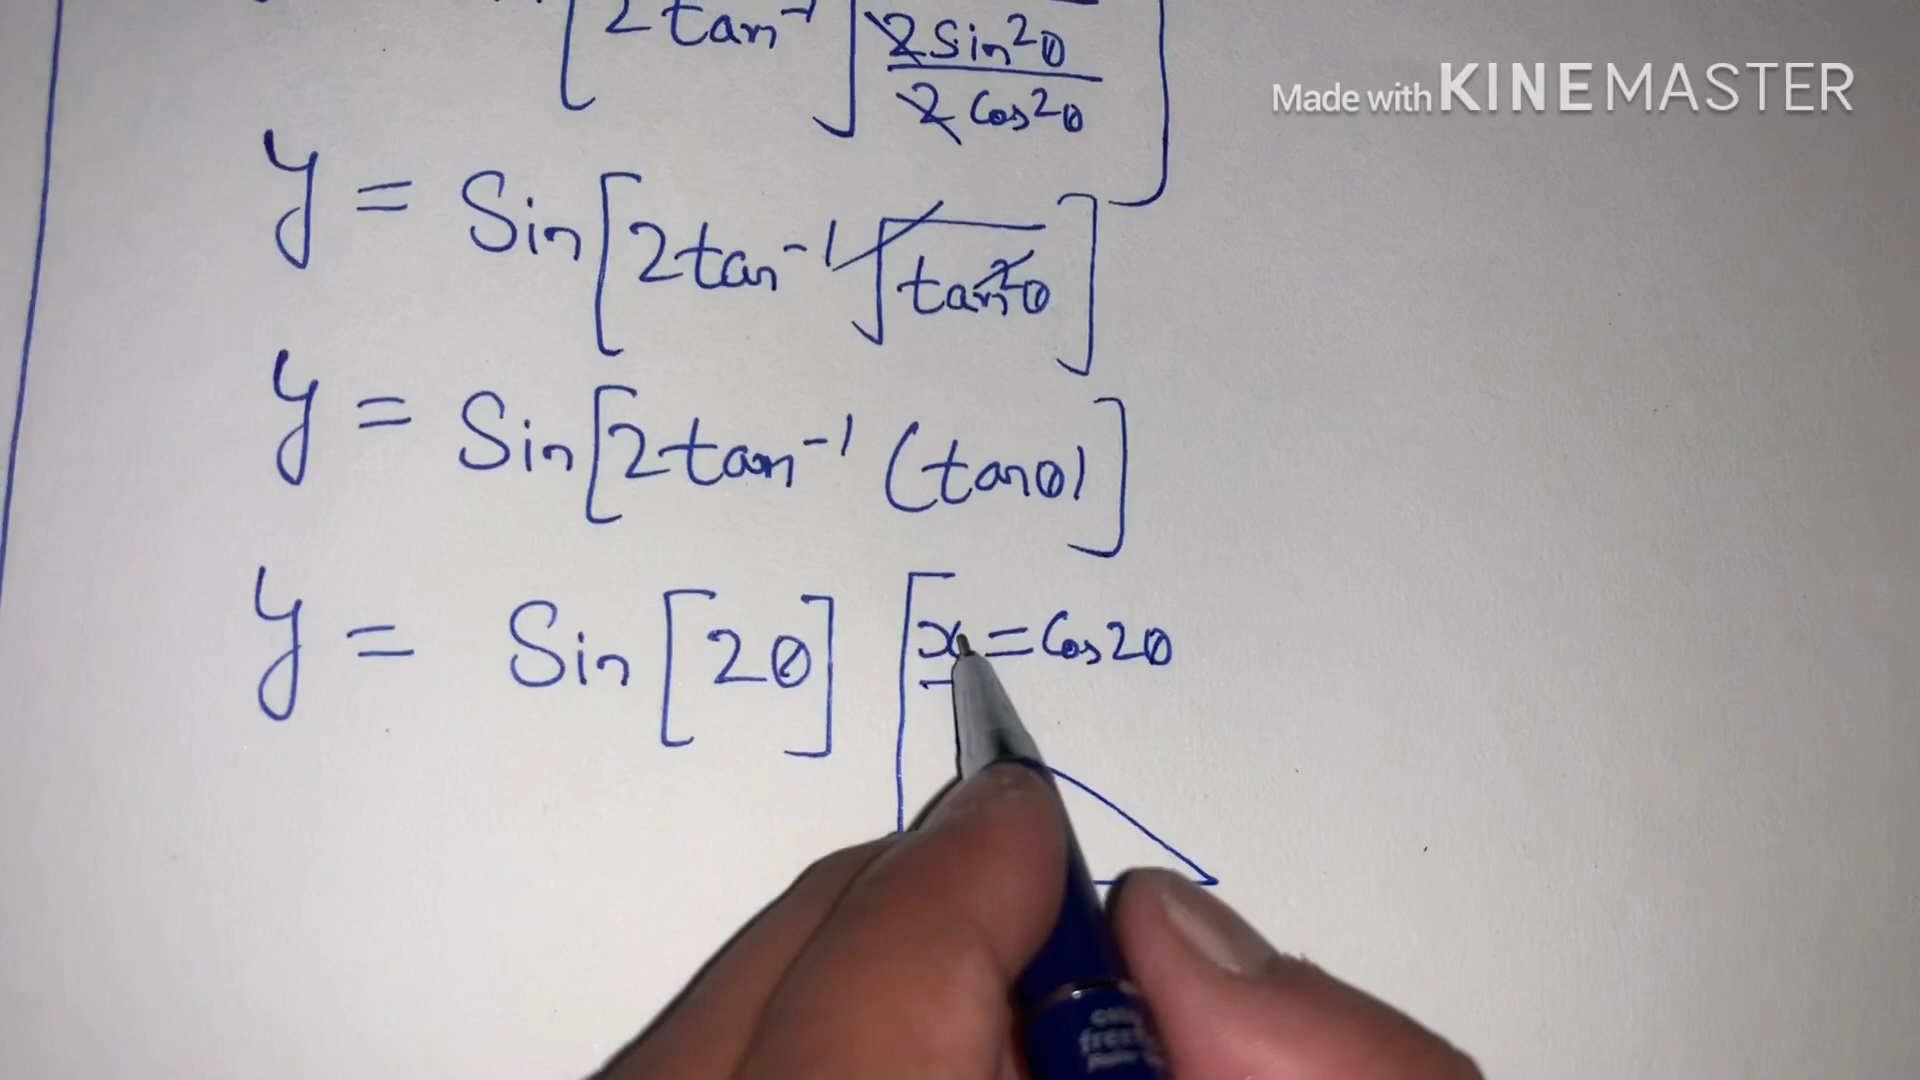 [2tan⁻¹√(2sin²θ/2cos²θ)]
Made with KINEMASTER
y = Sin[2tan⁻¹√tan²θ]
y = Sin[2tan⁻¹(tanθ)]
y = Sin[2θ] [x = Cos2θ